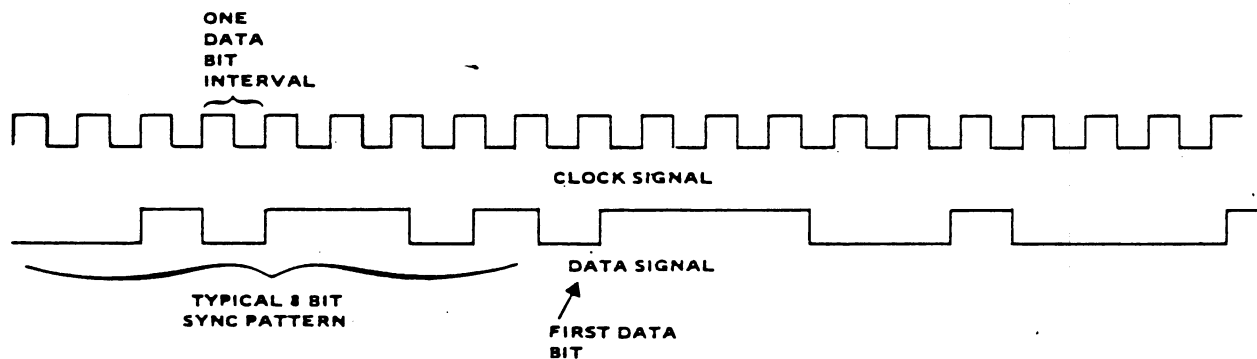 ONE
DATA
BIT
INTERVAL
CLOCK SIGNAL
DATA SIGNAL
TYPICAL 8 BIT
SYNC PATTERN
FIRST DATA
BIT